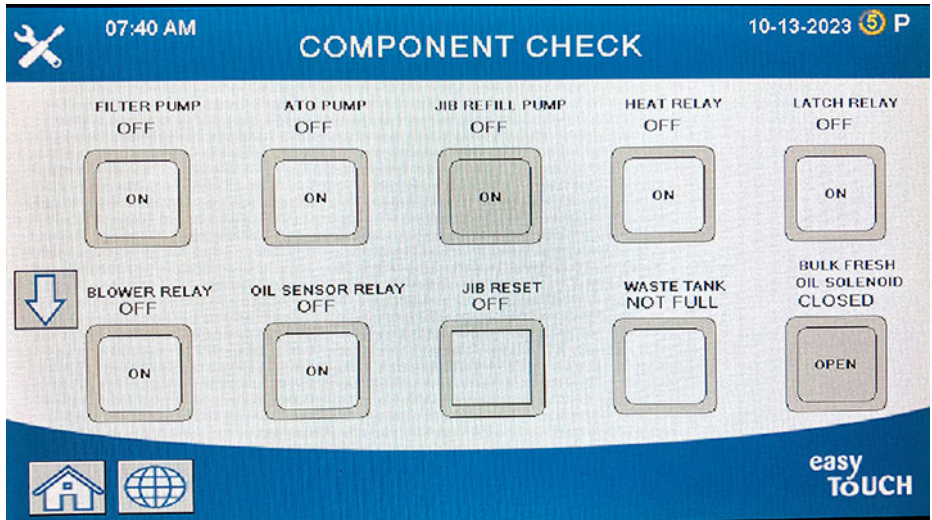 07:40 AM
10-13-2023 5 P
COMPONENT CHECK
FILTER PUMP
OFF
ON
ATO PUMP
OFF
ON
JIB REFILL PUMP
OFF
ON
HEAT RELAY
OFF
ON
LATCH RELAY
OFF
ON
BLOWER RELAY
OFF
ON
OIL SENSOR RELAY
OFF
ON
JIB RESET
OFF
WASTE TANK
NOT FULL
BULK FRESH
OIL SOLENOID
CLOSED
OPEN
easy
TOUCH